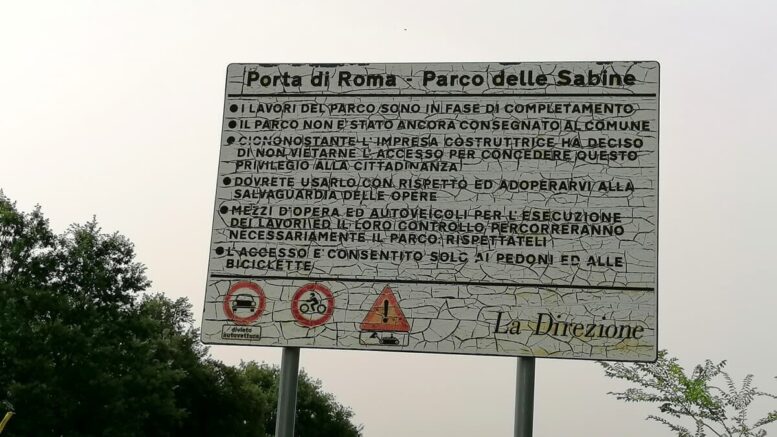 Porta di Roma - Parco delle Sabine
• I LAVORI DEL PARCO SONO IN FASE DI COMPLETAMENTO
• IL PARCO NON E' STATO ANCORA CONSEGNATO AL COMUNE
• CIONONOSTANTE L' IMPRESA COSTRUTTRICE HA DECISO
DI NON VIETARNE L' ACCESSO PER CONCEDERE QUESTO
PRIVILEGIO ALLA CITTADINANZA
• DOVRETE USARLO CON RISPETTO ED ADOPERARVI ALLA
SALVAGUARDIA DELLE OPERE
• MEZZI D'OPERA ED AUTOVEICOLI PER L' ESECUZIONE
DEI LAVORI ED IL LORO CONTROLLO, PERCORRERANNO
NECESSARIAMENTE IL PARCO: RISPETTATELI
• L'ACCESSO E' CONSENTITO SOLO AI PEDONI ED ALLE
BICICLETTE
divieto
autovetture
La Direzione